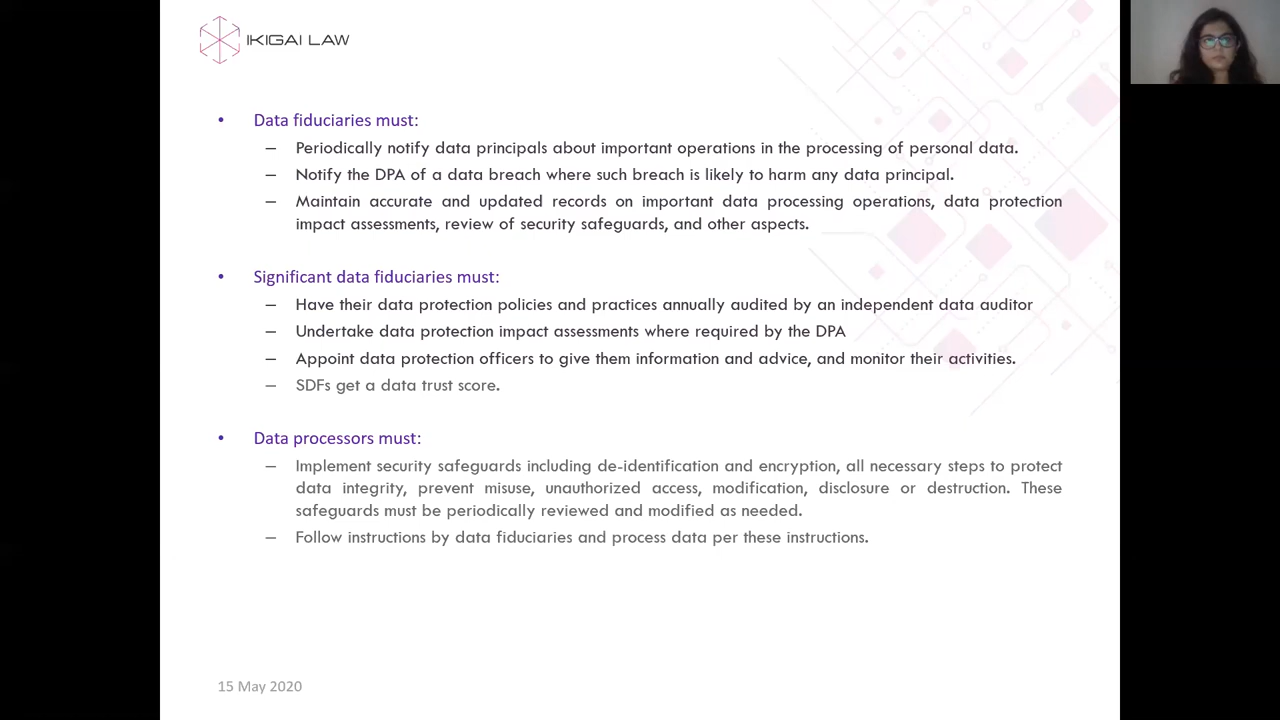 IKIGAI LAW
• Data fiduciaries must:
– Periodically notify data principals about important operations in the processing of personal data.
– Notify the DPA of a data breach where such breach is likely to harm any data principal.
– Maintain accurate and updated records on important data processing operations, data protection
impact assessments, review of security safeguards, and other aspects.
• Significant data fiduciaries must:
– Have their data protection policies and practices annually audited by an independent data auditor
– Undertake data protection impact assessments where required by the DPA
– Appoint data protection officers to give them information and advice, and monitor their activities.
– SDFs get a data trust score.
• Data processors must:
– Implement security safeguards including de-identification and encryption, all necessary steps to protect
data integrity, prevent misuse, unauthorized access, modification, disclosure or destruction. These
safeguards must be periodically reviewed and modified as needed.
– Follow instructions by data fiduciaries and process data per these instructions.
15 May 2020